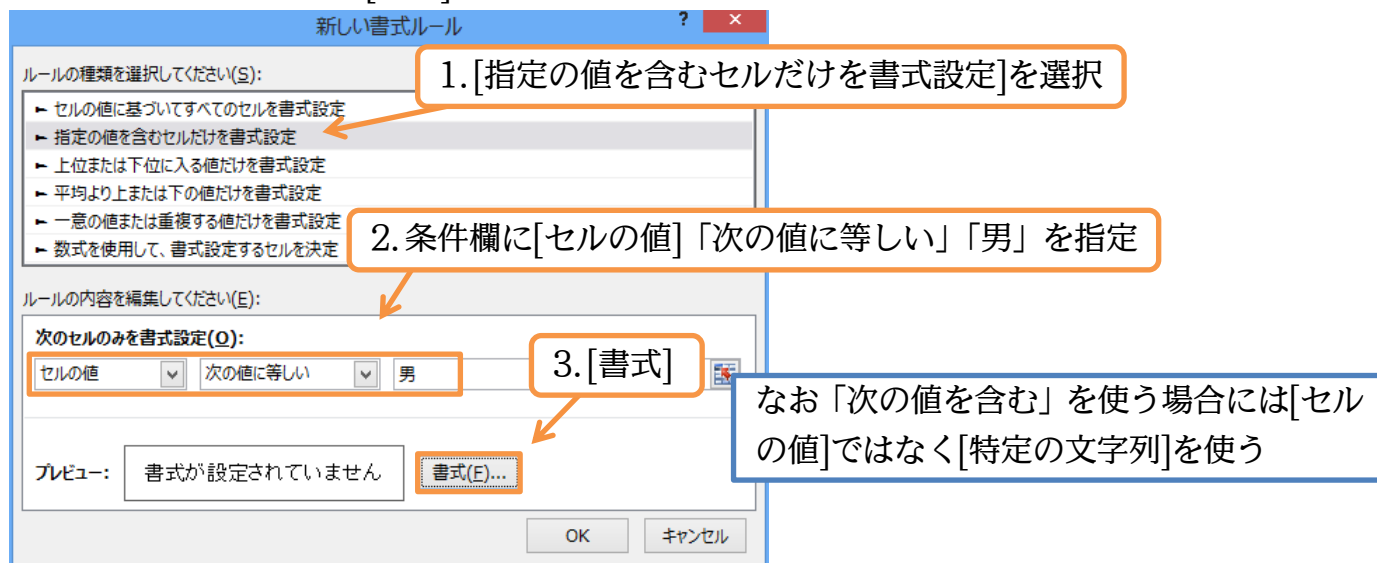 新しい書式ルール
?
×
ルールの種類を選択してください(S):
1.[指定の値を含むセルだけを書式設定]を選択
► セルの値に基づいてすべてのセルを書式設定
► 指定の値を含むセルだけを書式設定
► 上位または下位に入る値だけを書式設定
► 平均より上または下の値だけを書式設定
► 一意の値または重複する値だけを書式設定
► 数式を使用して、書式設定するセルを決定
2.条件欄に[セルの値]「次の値に等しい」「男」を指定
ルールの内容を編集してください(E):
次のセルのみを書式設定(O):
セルの値
次の値に等しい
男
3.[書式]
なお「次の値を含む」を使う場合には[セル
の値]ではなく[特定の文字列]を使う
プレビュー:
書式が設定されていません
書式(F)...
OK
キャンセル